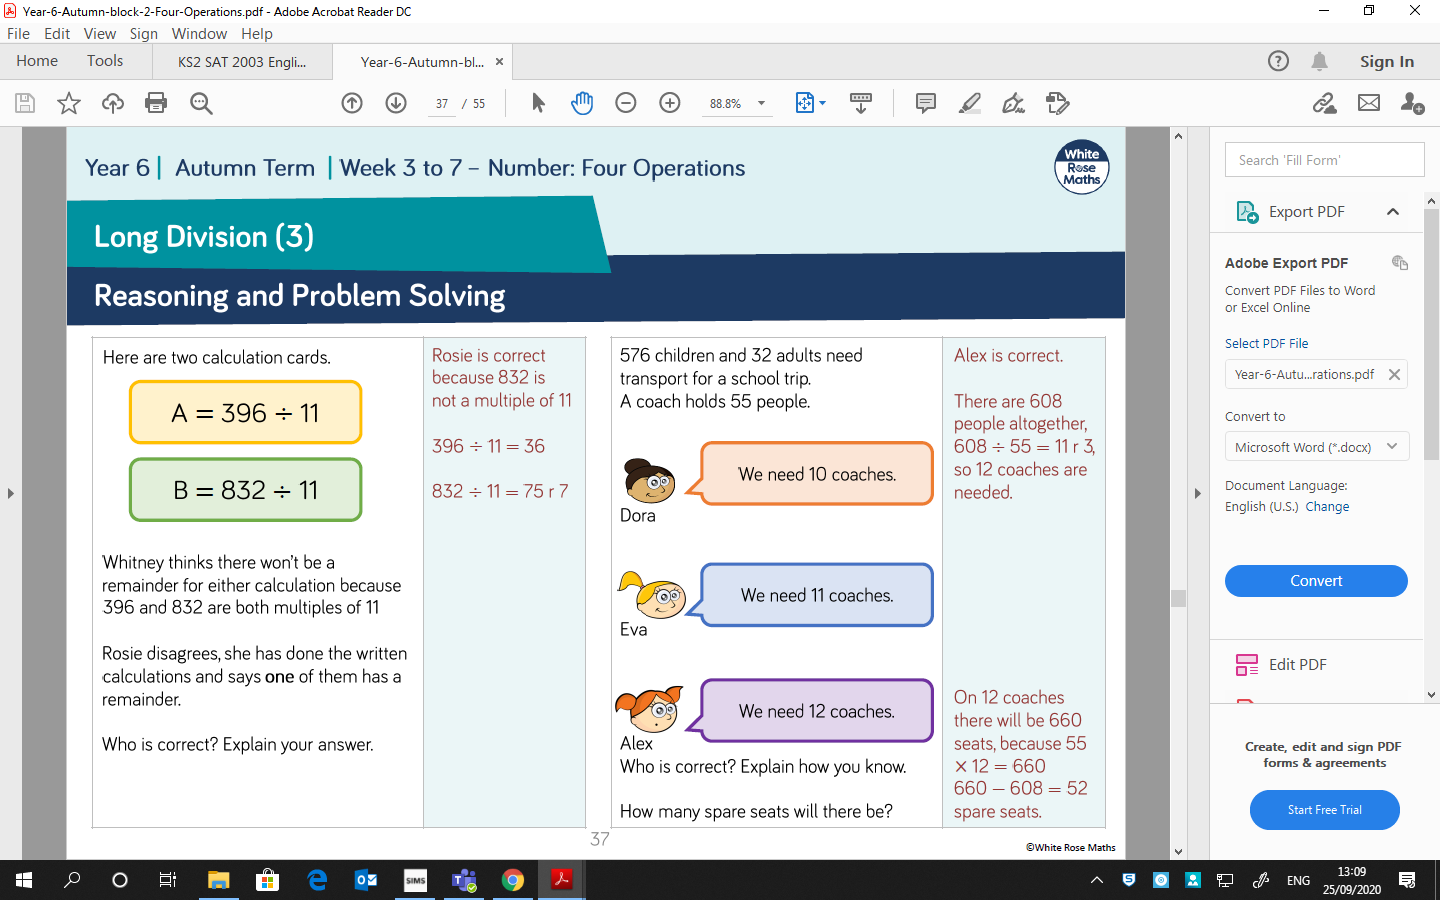 Year-6-Autumn-block-2-Four-Operations.pdf - Adobe Acrobat Reader DC
File Edit View Sign Window Help
Home Tools KS2 SAT 2003 Engli... Year-6-Autumn-bl... ×
? Sign In
37 / 55 88.8%
Year 6 | Autumn Term | Week 3 to 7 – Number: Four Operations
White
Rose
Maths
Long Division (3)
Reasoning and Problem Solving
Here are two calculation cards.
A = 396 ÷ 11
B = 832 ÷ 11
Whitney thinks there won't be a
remainder for either calculation because
396 and 832 are both multiples of 11
Rosie disagrees, she has done the written
calculations and says one of them has a
remainder.
Who is correct? Explain your answer.
Rosie is correct
because 832 is
not a multiple of 11
396 ÷ 11 = 36
832 ÷ 11 = 75 r 7
576 children and 32 adults need
transport for a school trip.
A coach holds 55 people.
We need 10 coaches.
Dora
We need 11 coaches.
Eva
We need 12 coaches.
Alex
Who is correct? Explain how you know.
How many spare seats will there be?
Alex is correct.
There are 608
people altogether,
608 ÷ 55 = 11 r 3,
so 12 coaches are
needed.
On 12 coaches
there will be 660
seats, because 55
× 12 = 660
660 – 608 = 52
spare seats.
37
©White Rose Maths
Search 'Fill Form'
Export PDF
Adobe Export PDF
Convert PDF Files to Word
or Excel Online
Select PDF File
Year-6-Autu...rations.pdf
Convert to
Microsoft Word (*.docx)
Document Language:
English (U.S.) Change
Convert
Edit PDF
Create, edit and sign PDF
forms & agreements
Start Free Trial
SIMS
ENG
13:09
25/09/2020